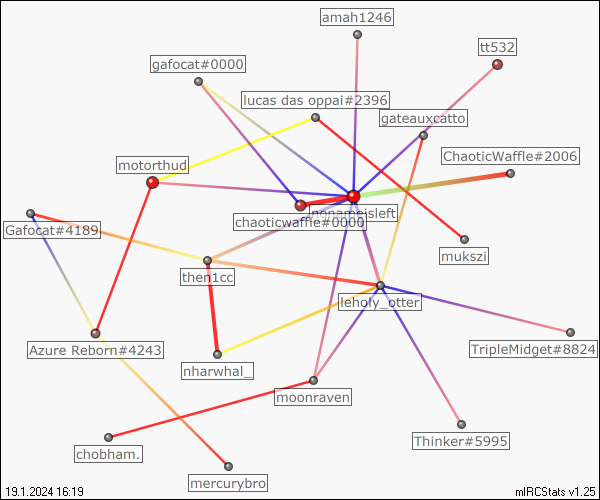 amah1246
tt532
gafocat#0000
lucas das oppai#2396
gateauxcatto
ChaoticWaffle#2006
motorthud
nonameisleft
chaoticwaffle#0000
Gafocat#4189
mukszi
then1cc
leholy_otter
Azure Reborn#4243
TripleMidget#8824
nharwhal_
moonraven
Thinker#5995
chobham.
mercurybro
19.1.2024 16:19
mIRCStats v1.25